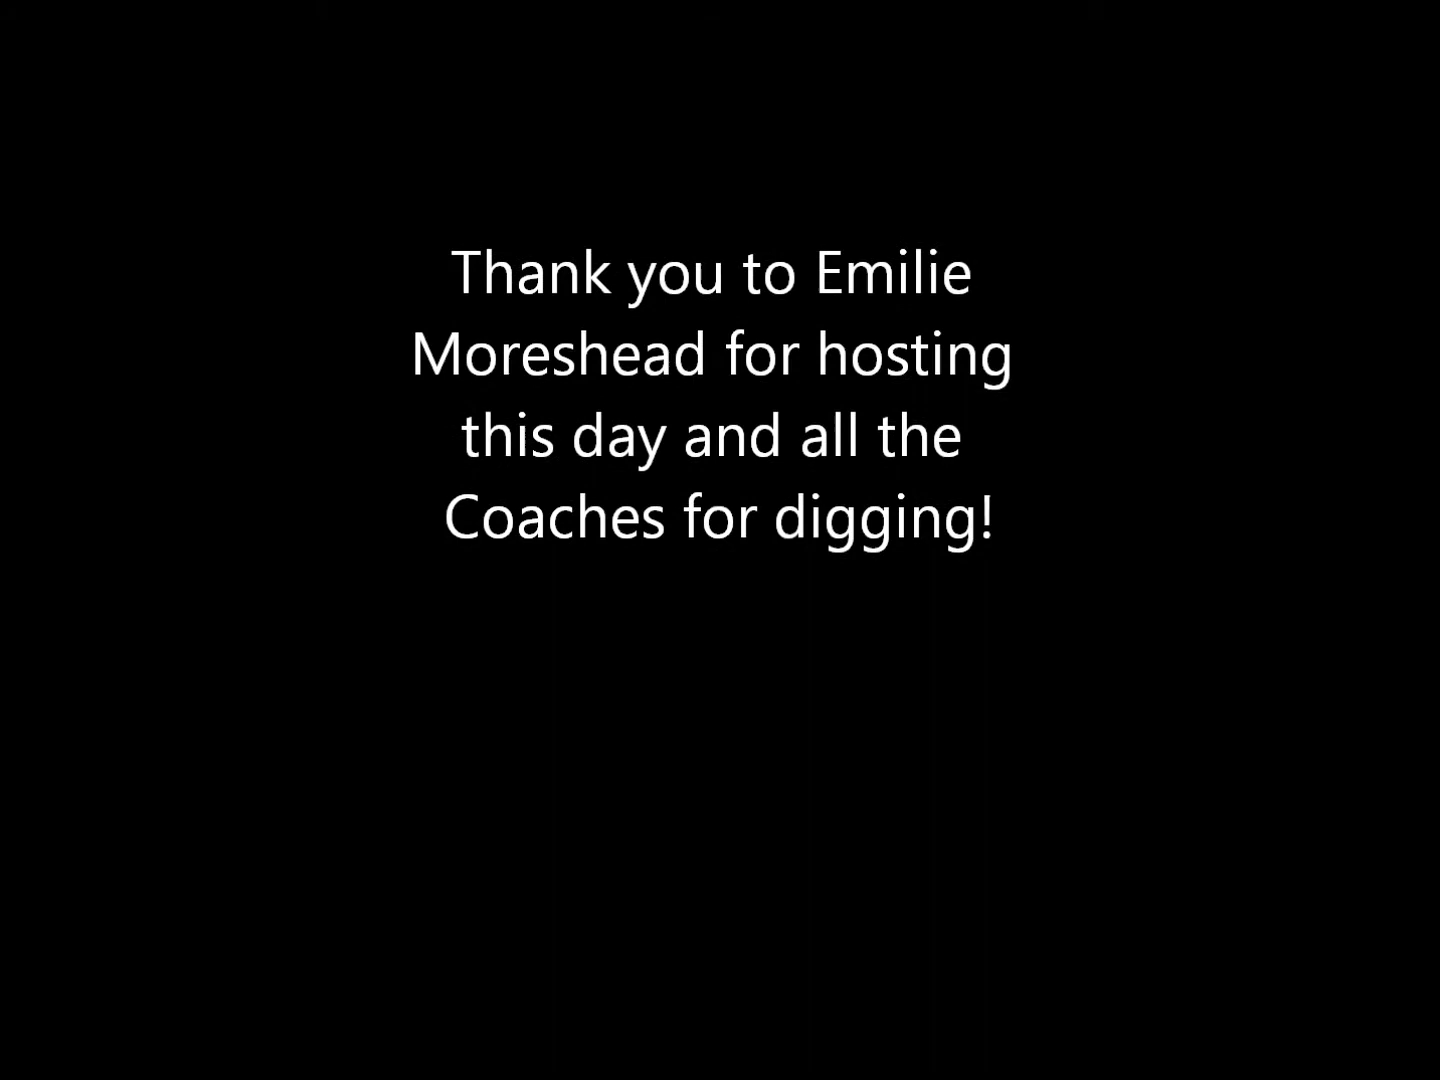 Thank you to Emilie
Moreshead for hosting
this day and all the
Coaches for digging!